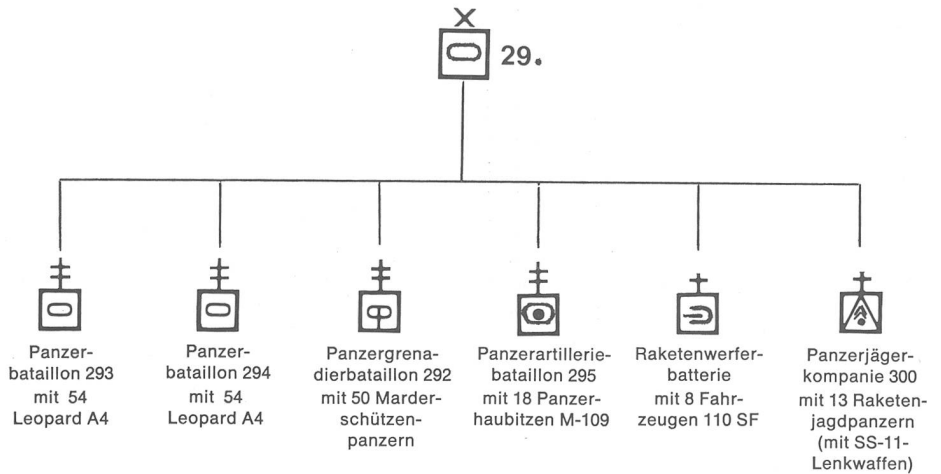 29.
Panzer-
bataillon 293
mit 54
Leopard A4
Panzer-
bataillon 294
mit 54
Leopard A4
Panzergrena-
dierbataillon 292
mit 50 Marder-
schützen-
panzern
Panzerartillerie-
bataillon 295
mit 18 Panzer-
haubitzen M-109
Raketenwerfer-
batterie
mit 8 Fahr-
zeugen 110 SF
Panzerjäger-
kompanie 300
mit 13 Raketen-
jagdpanzern
(mit SS-11-
Lenkwaffen)